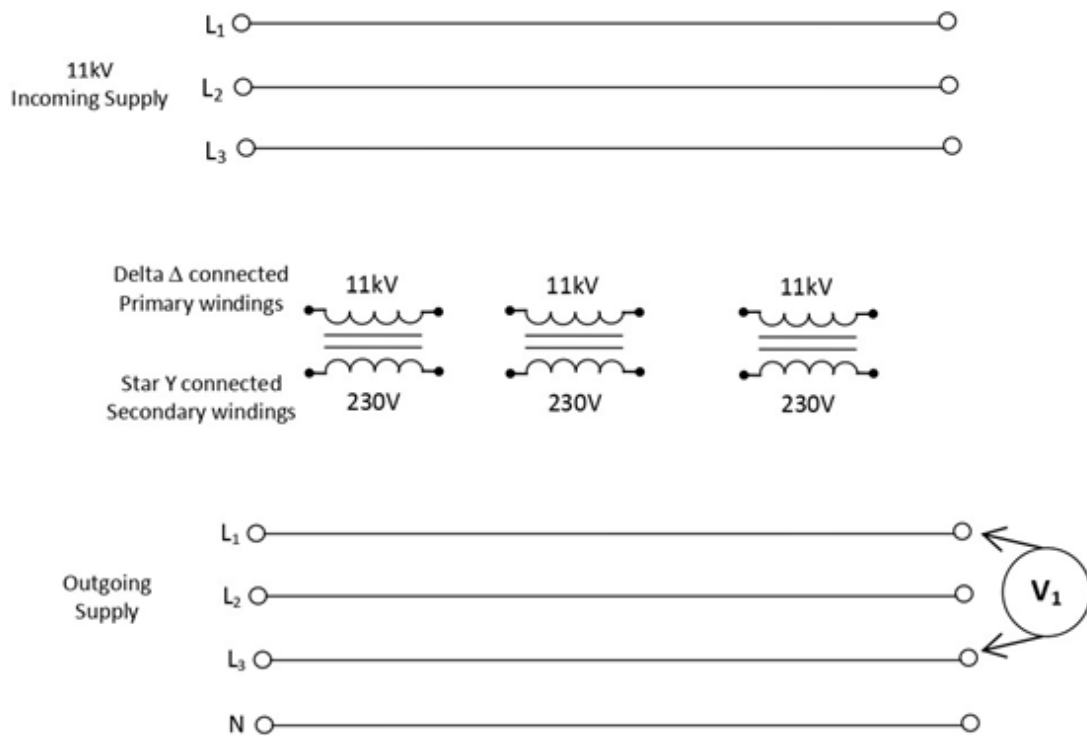 L₁
11kV
Incoming Supply
L₂
L₃
Delta Δ connected
Primary windings
11kV
11kV
11kV
Star Y connected
Secondary windings
230V
230V
230V
L₁
Outgoing
Supply
L₂
V₁
L₃
N